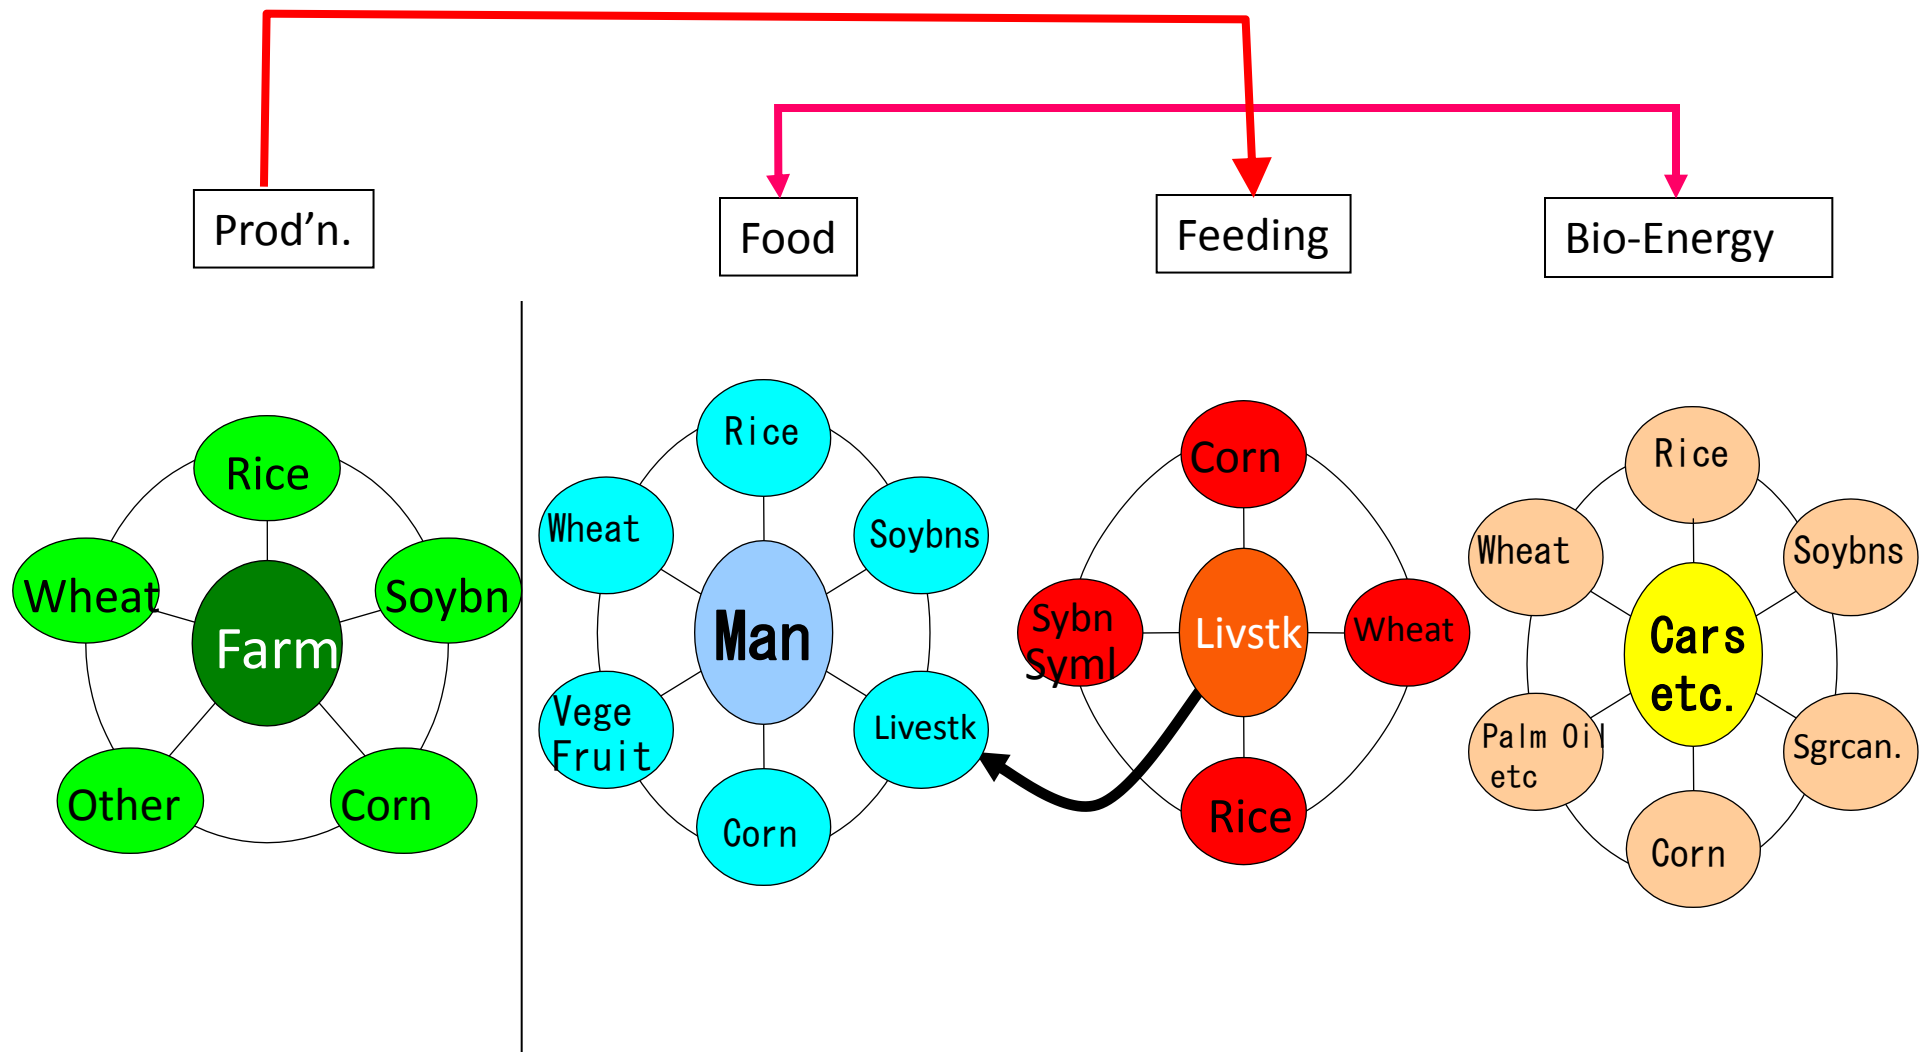 Prod’n.
Food
Feeding
Bio-Energy
Rice
Wheat
Soybn
Farm
Other
Corn
Rice
Wheat
Soybns
Man
Vege
Fruit
Livestk
Corn
Corn
Sybn
Syml
Livstk
Wheat
Rice
Rice
Wheat
Soybns
Cars
etc.
Palm Oil
etc
Sgrcan.
Corn